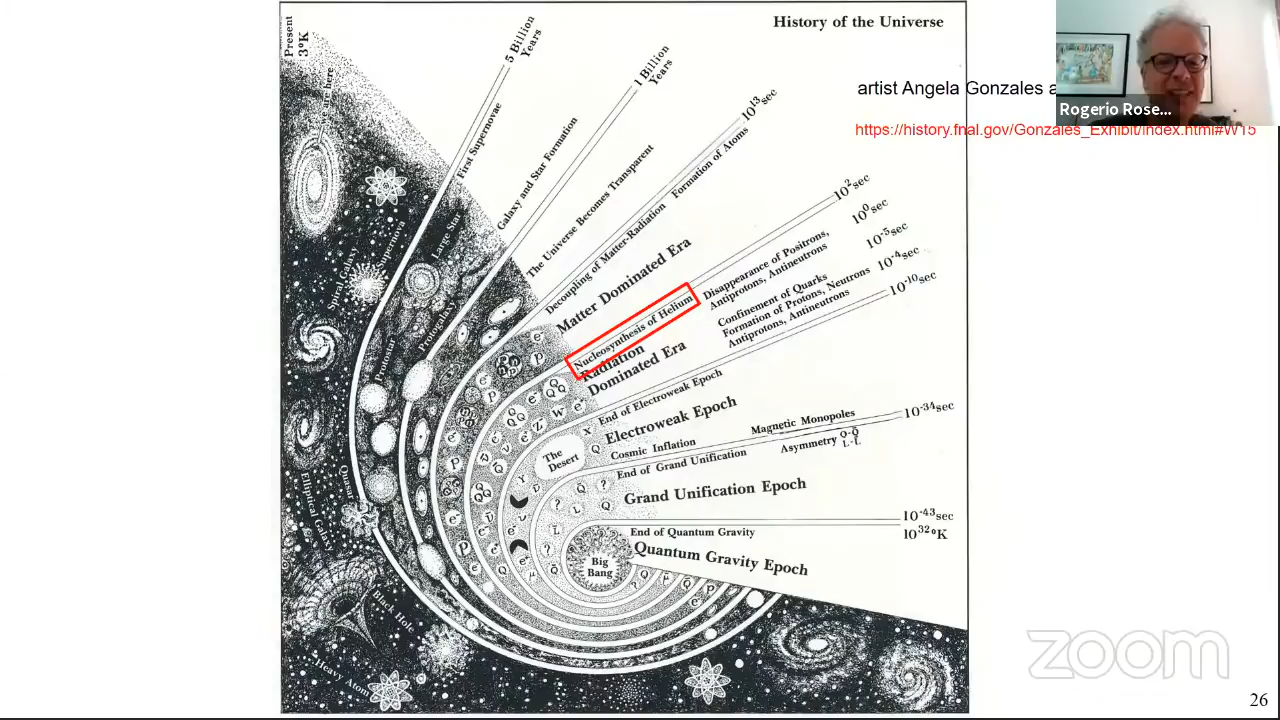 History of the Universe
Present
3°K
5 Billion
Years
1 Billion
Years
10^13 sec
artist Angela Gonzales
Rogerio Rose...
https://history.fnal.gov/Gonzales_Exhibit/index.html#W15
First Supernovae
Galaxy and Star Formation
The Universe Becomes Transparent
Formation of Atoms
Decoupling of Matter-Radiation
10^2 sec
10^0 sec
10^-5 sec
10^-4 sec
10^-10 sec
Matter Dominated Era
Disappearance of Positrons,
Antiprotons, Antineutrons
Nucleosynthesis of Helium
Confinement of Quarks
Formation of Protons, Neutrons
Antiprotons, Antineutrons
Radiation
Dominated Era
Spiral Galaxy
Supernova
Large Star
Protogalaxy
Protostar
End of Electroweak Epoch
Electroweak Epoch
The
Desert
Magnetic Monopoles
10^-34 sec
Cosmic Inflation
Asymmetry
End of Grand Unification
Grand Unification Epoch
Quasar
Elliptical Galaxy
10^-43 sec
End of Quantum Gravity
10^32 °K
Quantum Gravity Epoch
Big
Bang
Black Hole
Heavy Atom
zoom
26